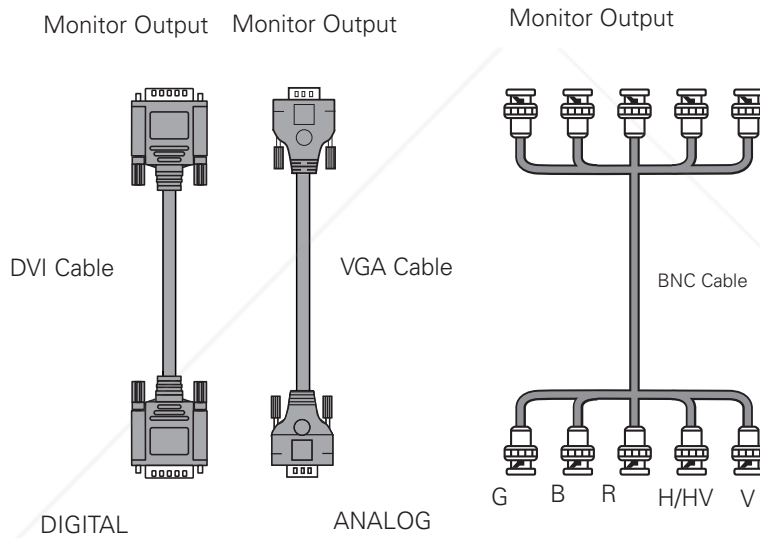 Monitor Output
Monitor Output
Monitor Output
DVI Cable
VGA Cable
BNC Cable
G
B
R
H/HV
V
DIGITAL
ANALOG